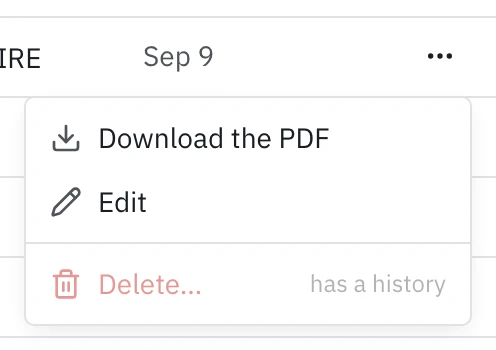 IRE Sep 9 •••
Download the PDF
Edit
Delete... has a history